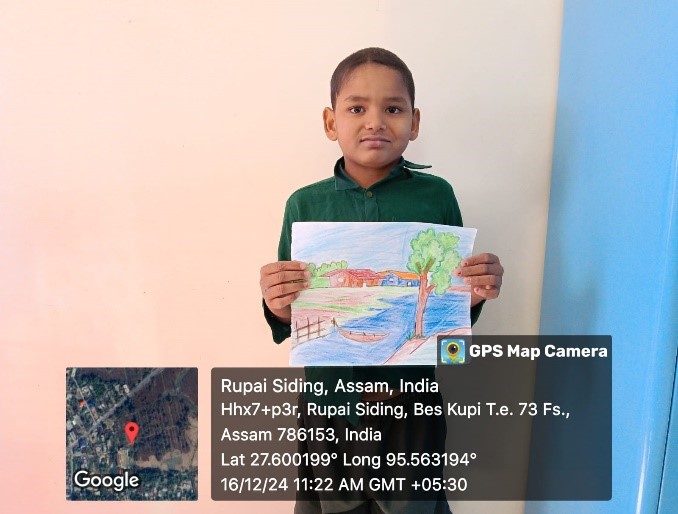 GPS Map Camera
Rupai Siding, Assam, India
Hhx7+p3r, Rupai Siding, Bes Kupi T.e. 73 Fs.,
Assam 786153, India
Lat 27.600199° Long 95.563194°
16/12/24 11:22 AM GMT +05:30
Google